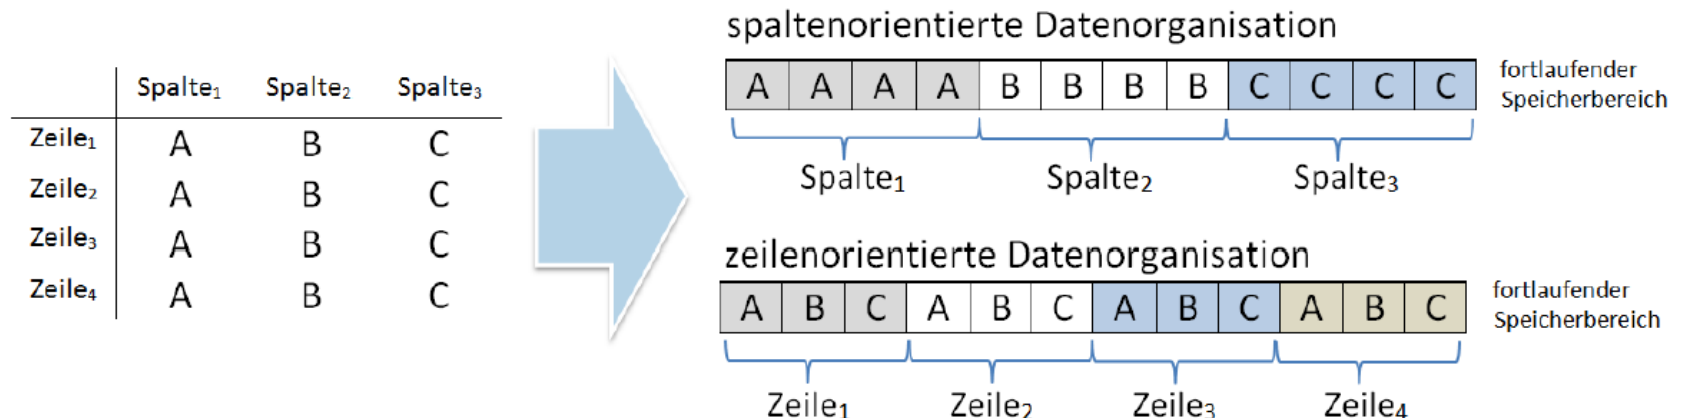 Spalte₁ Spalte₂ Spalte₃
Zeile₁ A B C
Zeile₂ A B C
Zeile₃ A B C
Zeile₄ A B C
spaltenorientierte Datenorganisation
A A A A B B B B C C C C
fortlaufender
Speicherbereich
Spalte₁ Spalte₂ Spalte₃
zeilenorientierte Datenorganisation
A B C A B C A B C A B C
fortlaufender
Speicherbereich
Zeile₁ Zeile₂ Zeile₃ Zeile₄